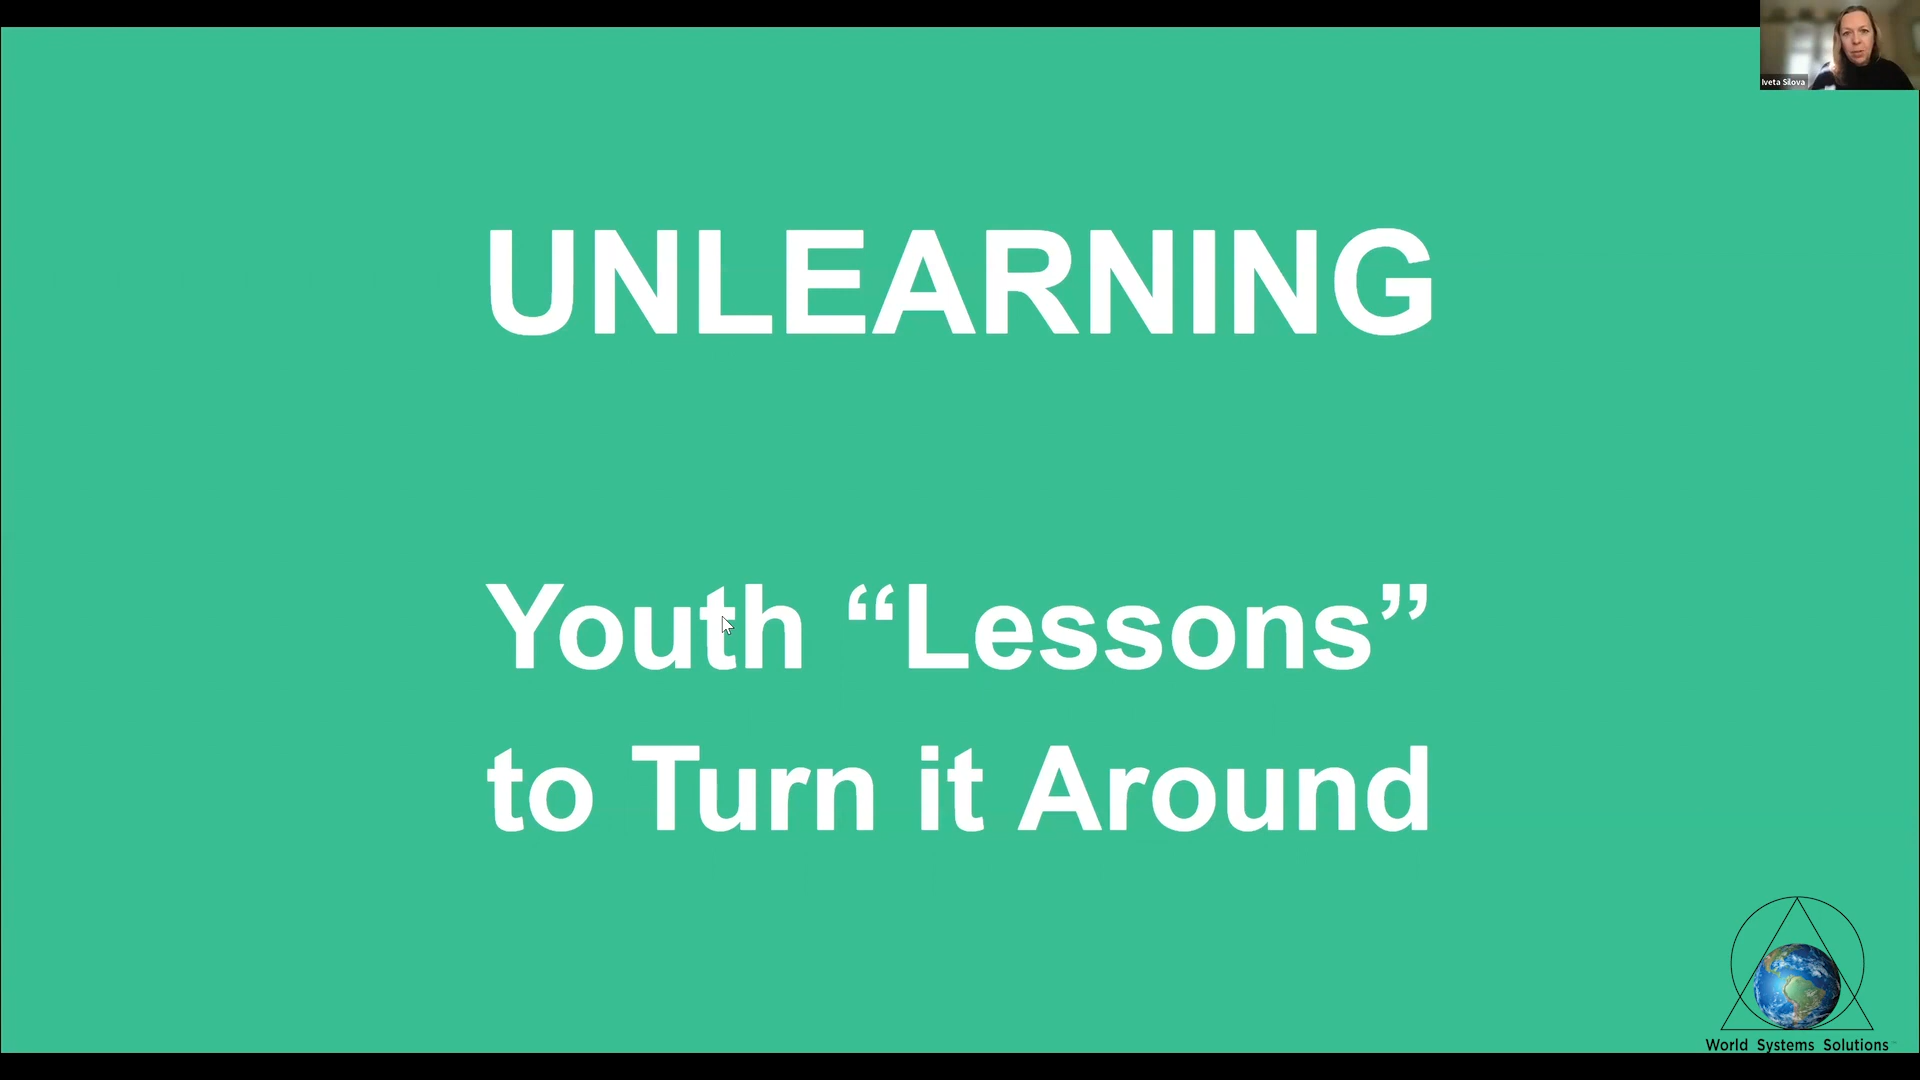 Iveta Silova
UNLEARNING
Youth “Lessons”
to Turn it Around
World Systems Solutions